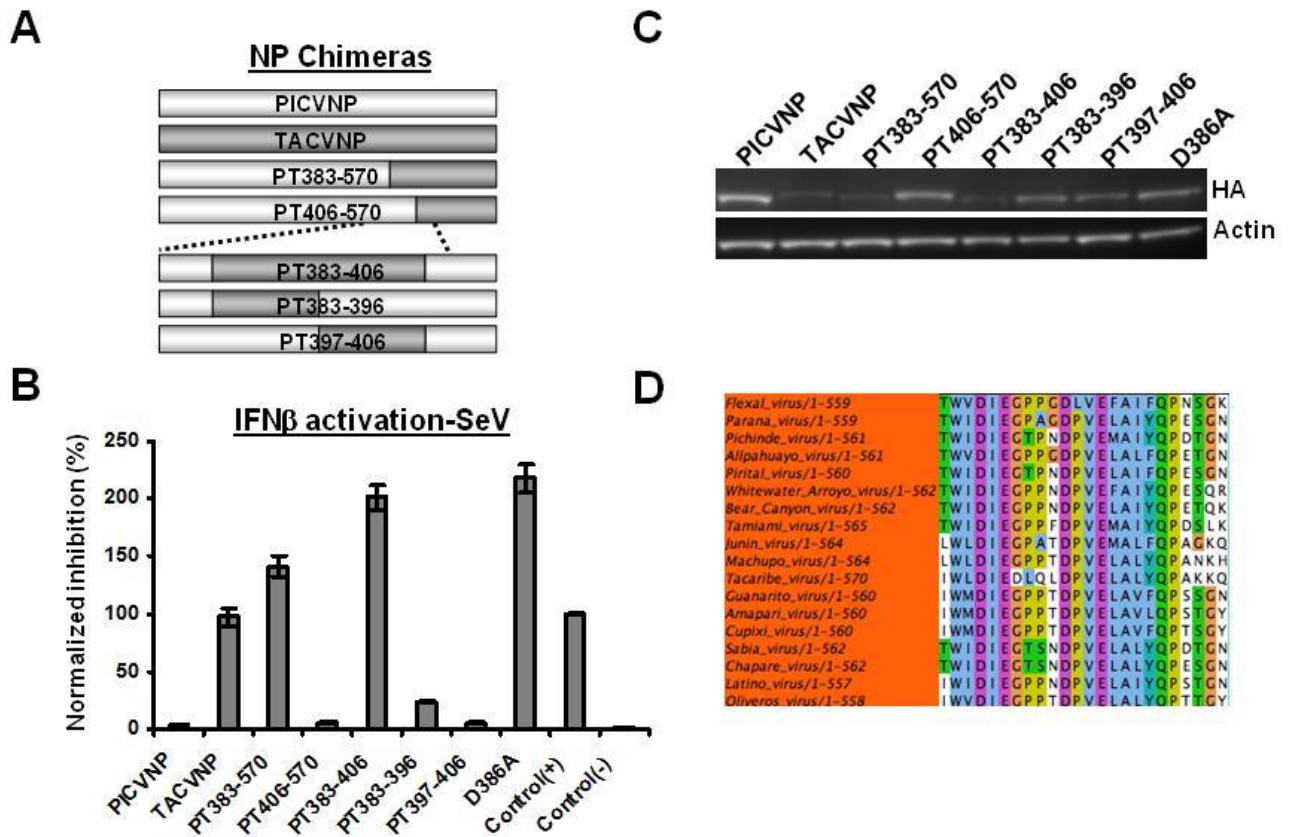 A
NP Chimeras
PICVNP
TACVNP
PT383-570
PT406-570
PT383-406
PT383-396
PT397-406
B
IFNβ activation-SeV
Normalized inhibition (%)
250
200
150
100
50
0
PICVNP
TACVNP
PT383-570
PT406-570
PT383-406
PT383-396
PT397-406
D386A
Control(+)
Control(-)
C
PICVNP
TACVNP
PT383-570
PT406-570
PT383-406
PT383-396
PT397-406
D386A
HA
Actin
D
Flexal_virus/1-559 TWVDIEGPPGDLVEFAIFQPNSGK
Parana_virus/1-559 TWIDIEGPAGDPVELAIYQPESGN
Pichinde_virus/1-561 TWIDIEGTPNDPVEMAIYQPDTGN
Allpahuayo_virus/1-561 TWVDIEGPPGDPVELALFQPETGN
Pirital_virus/1-560 TWIDIEGTPNDPVELAIFQPESGN
Whitewater_Arroyo_virus/1-562 TWIDIEGPPNDPVEFAIYQPESQR
Bear_Canyon_virus/1-562 TWIDIEGPPNDPVELAIYQPETQK
Tamiami_virus/1-565 TWIDIEGPPFDPVEMAIYQPDSLK
Junin_virus/1-564 LWLDIEGPATDPVEMALFQPAGKQ
Machupo_virus/1-564 LWLDIEGPPTDPVELALYQPANKH
Tacaribe_virus/1-570 IWLDIEDLQLDPVELALYQPAKKQ
Guanarito_virus/1-560 IWMDIEGPPTDPVELAVFQPSSGN
Amapari_virus/1-560 IWMDIEGPPTDPVELAVLQPSTGY
Cupixi_virus/1-560 IWMDIEGPPTDPVELAVFQPTSGY
Sabia_virus/1-562 TWIDIEGTSNDPVELALYQPDTGN
Chapare_virus/1-562 TWIDIEGTSNDPVELALYQPESGN
Latino_virus/1-557 IWIDIEGPPNDPVELAIYQPSTGN
Oliveros_virus/1-558 IWIDIEGPPTDPVELAIYQPTTGY